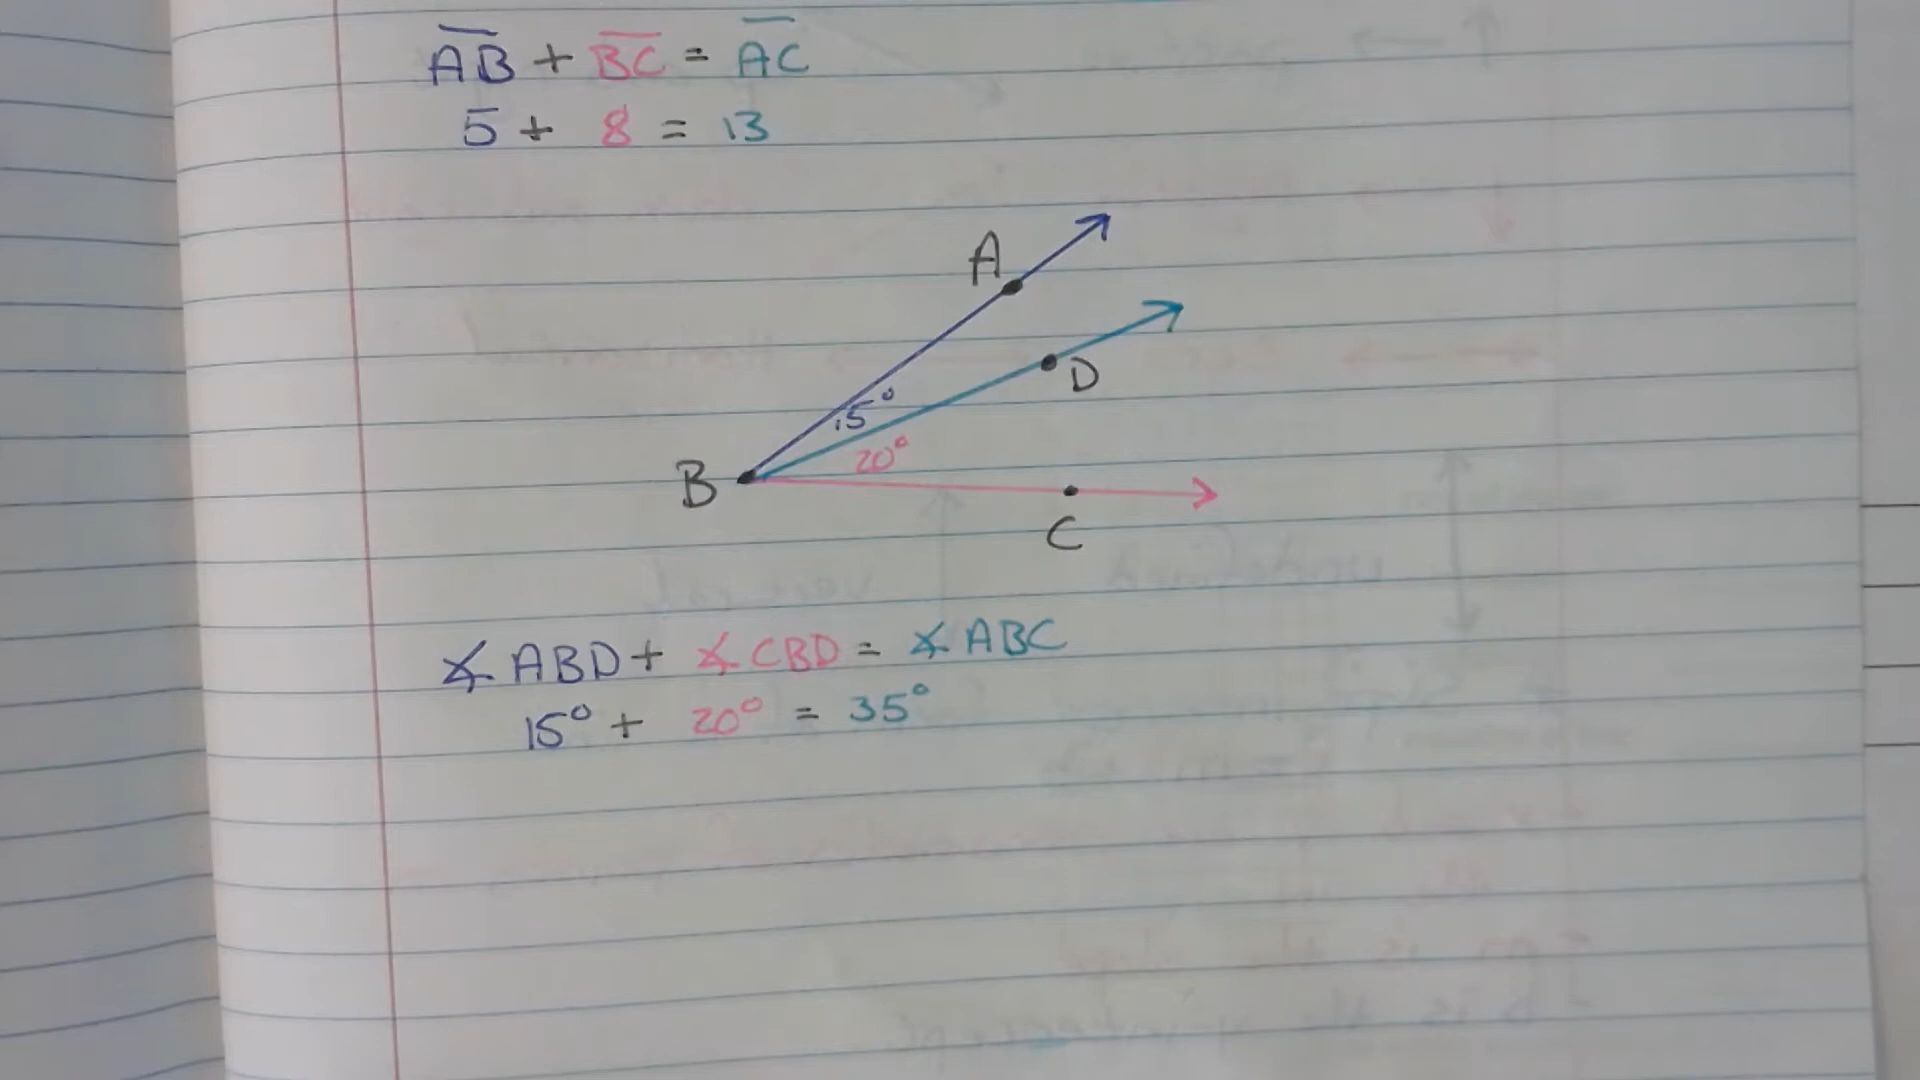 AB + BC = AC
5 + 8 = 13
A
D
15°
20°
B
C
∡ ABD + ∡ CBD = ∡ ABC
15° + 20° = 35°